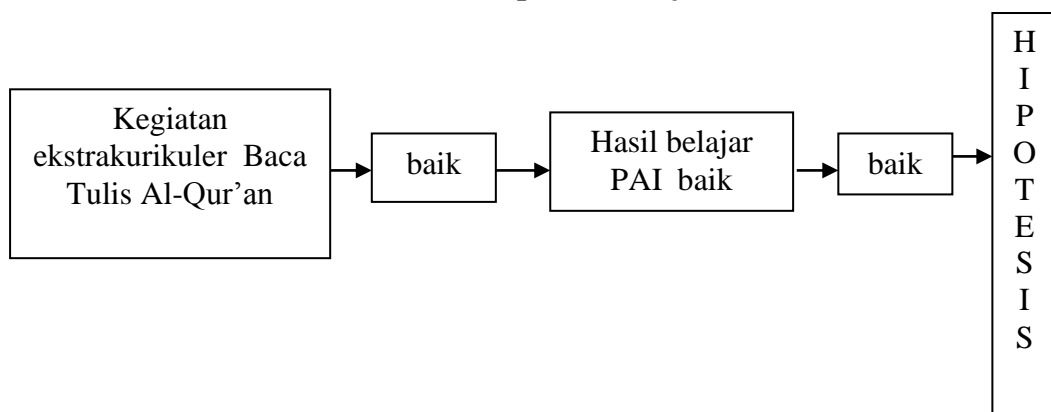 Kegiatan
ekstrakurikuler Baca
Tulis Al-Qur’an
baik
Hasil belajar
PAI baik
baik
H
I
P
O
T
E
S
I
S